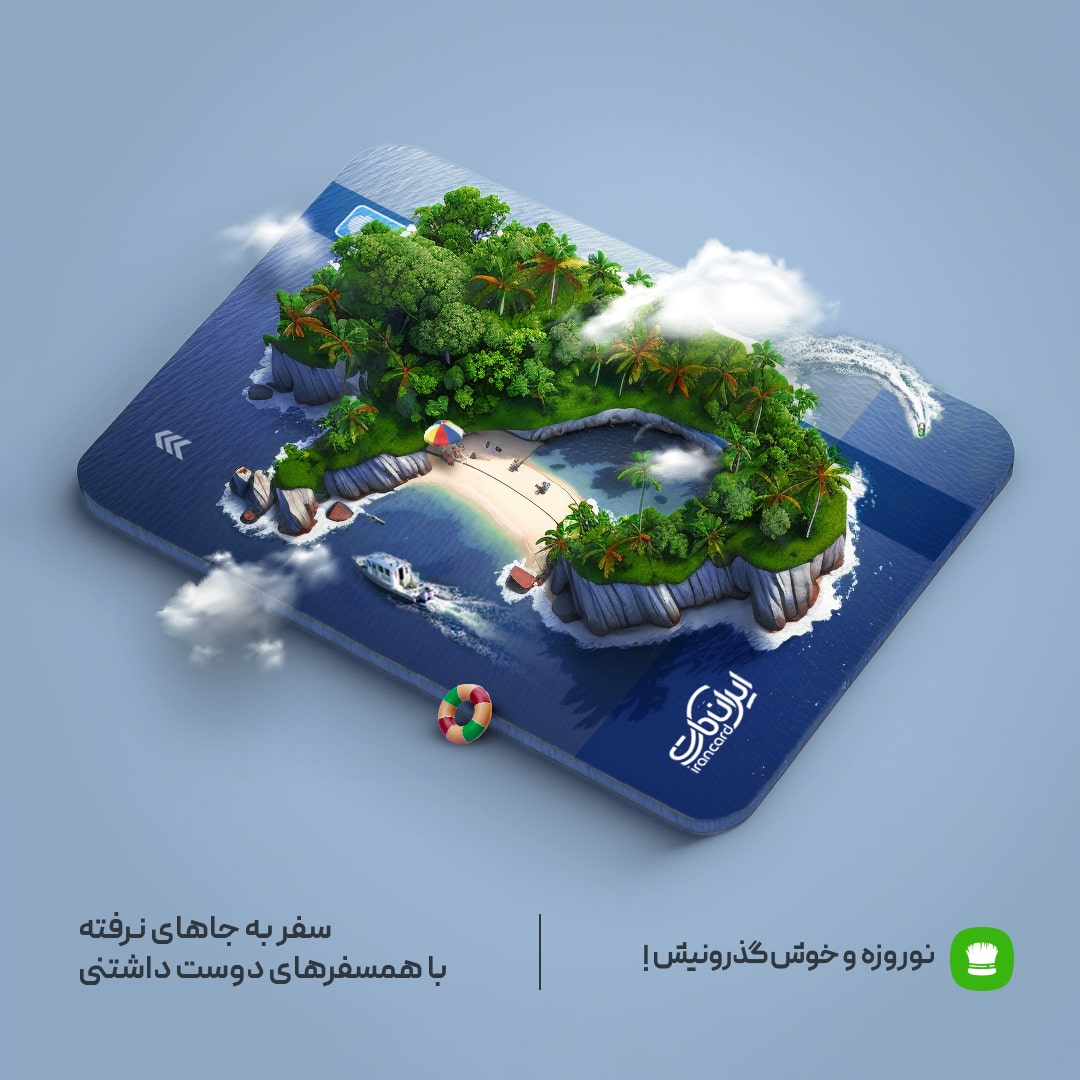 ایران کارت
irancard
نوروزه و خوش‌گذرونیش!
سفر به جاهای نرفته
با همسفرهای دوست داشتنی